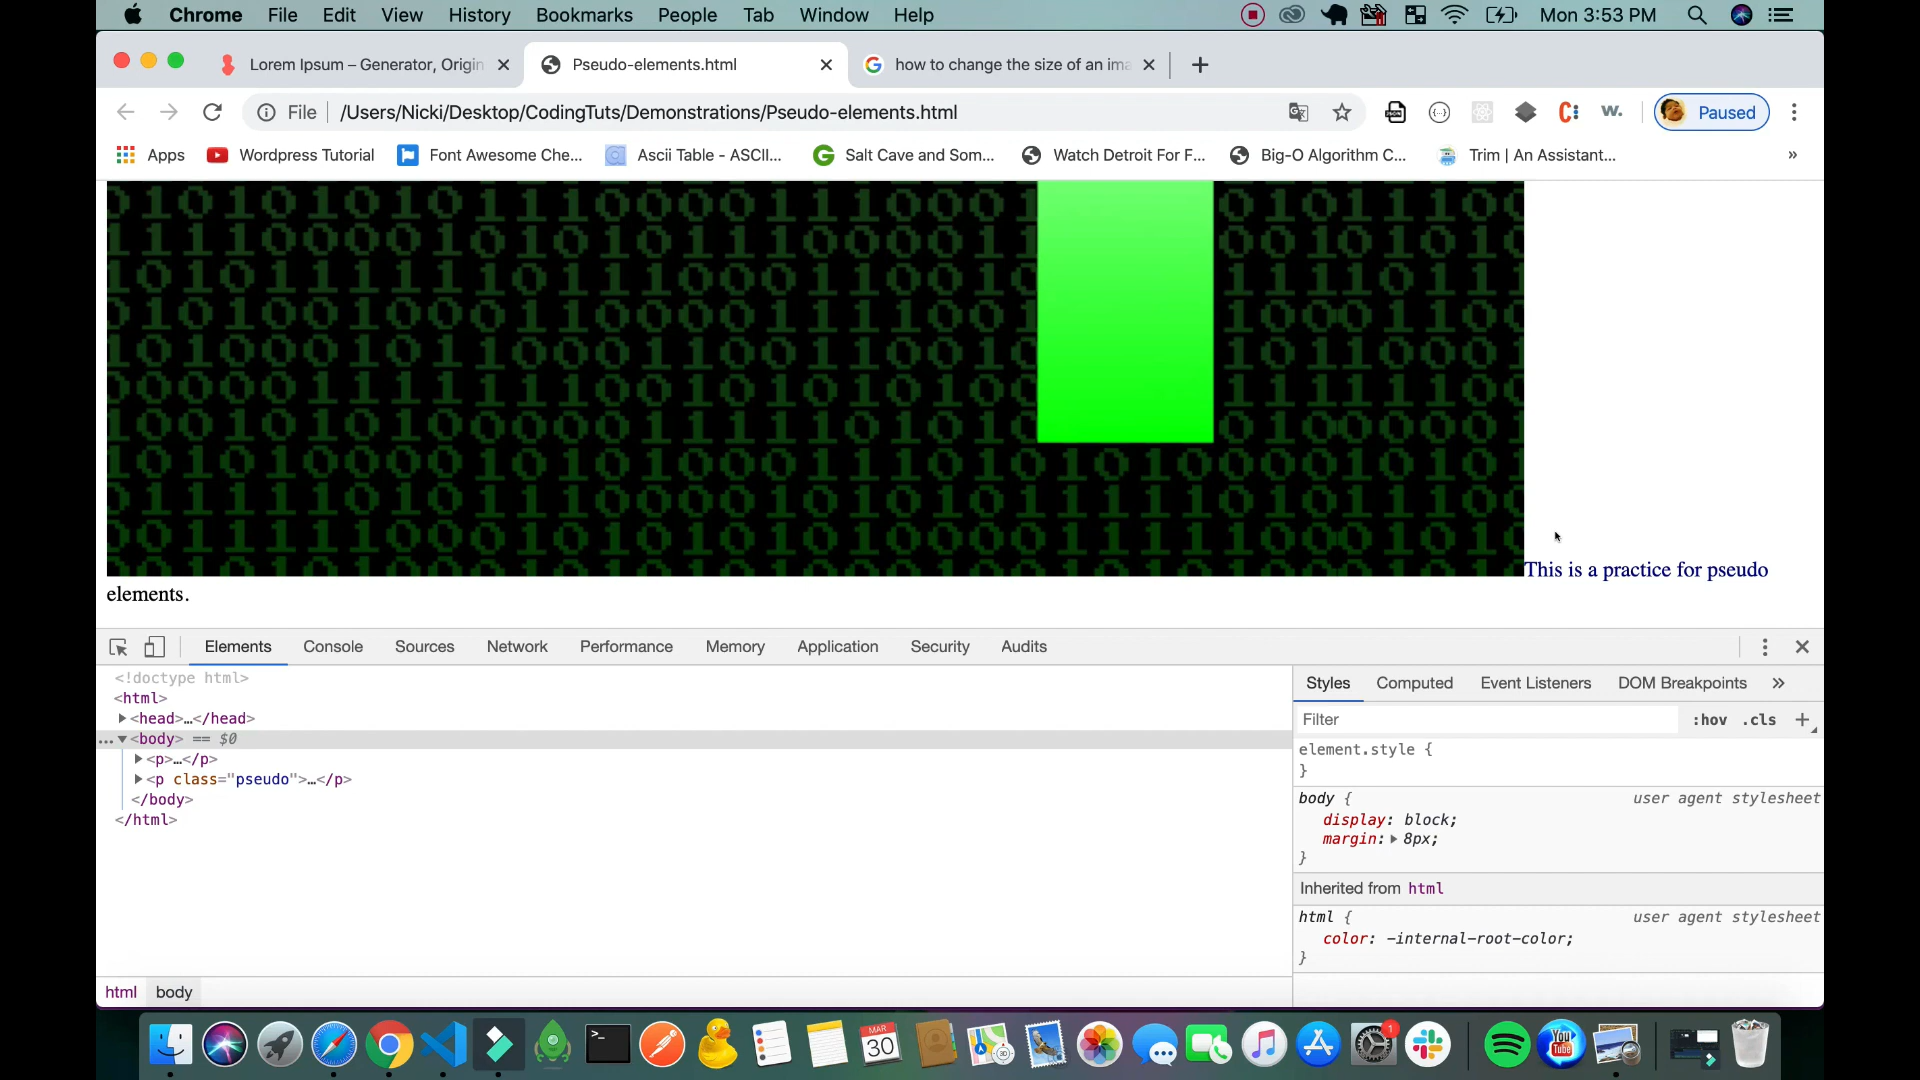 Chrome File Edit View History Bookmarks People Tab Window Help Mon 3:53 PM
Lorem Ipsum – Generator, Origin Pseudo-elements.html how to change the size of an ima
File /Users/Nicki/Desktop/CodingTuts/Demonstrations/Pseudo-elements.html Paused
Apps Wordpress Tutorial Font Awesome Che... Ascii Table - ASCII... Salt Cave and Som... Watch Detroit For F... Big-O Algorithm C... Trim | An Assistant... »
This is a practice for pseudo
elements.
Elements Console Sources Network Performance Memory Application Security Audits
<!doctype html>
<html>
<head>…</head>
... <body> == $0
<p>…</p>
<p class="pseudo">…</p>
</body>
</html>
html body
Styles Computed Event Listeners DOM Breakpoints »
Filter :hov .cls +
element.style {
}
body { user agent stylesheet
display: block;
margin: 8px;
}
Inherited from html
html { user agent stylesheet
color: -internal-root-color;
}
MAR
30
3D
1
You
Tube